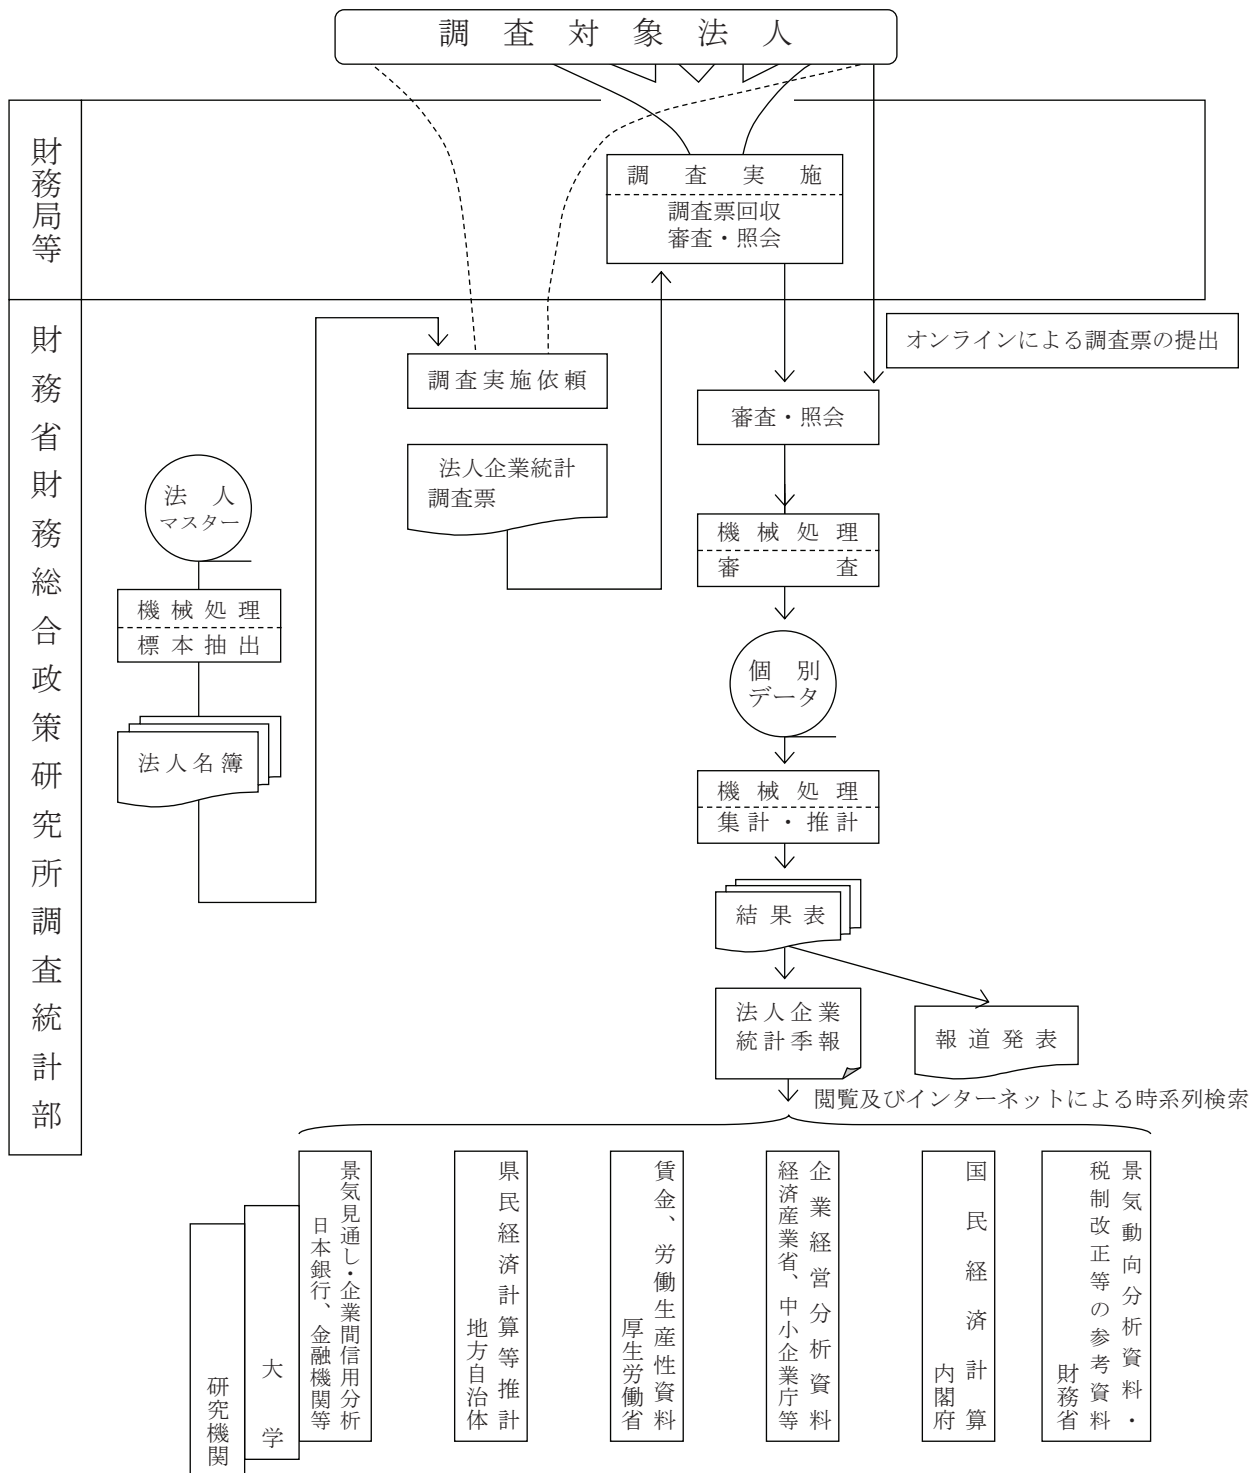 調査対象法人
財務局等
調査実施
調査票回収
審査・照会
財務省財務総合政策研究所調査統計部
オンラインによる調査票の提出
調査実施依頼
審査・照会
法人企業統計
調査票
法人
マスター
機械処理
審査
機械処理
標本抽出
個別
データ
法人名簿
機械処理
集計・推計
結果表
法人企業
統計季報
報道発表
閲覧及びインターネットによる時系列検索
景気動向分析資料・
税制改正等の参考資料
財務省
国民経済計算
内閣府
企業経営分析資料
経済産業省、中小企業庁等
賃金、労働生産性資料
厚生労働省
県民経済計算等推計
地方自治体
景気見通し・企業間信用分析
日本銀行、金融機関等
大学
研究機関